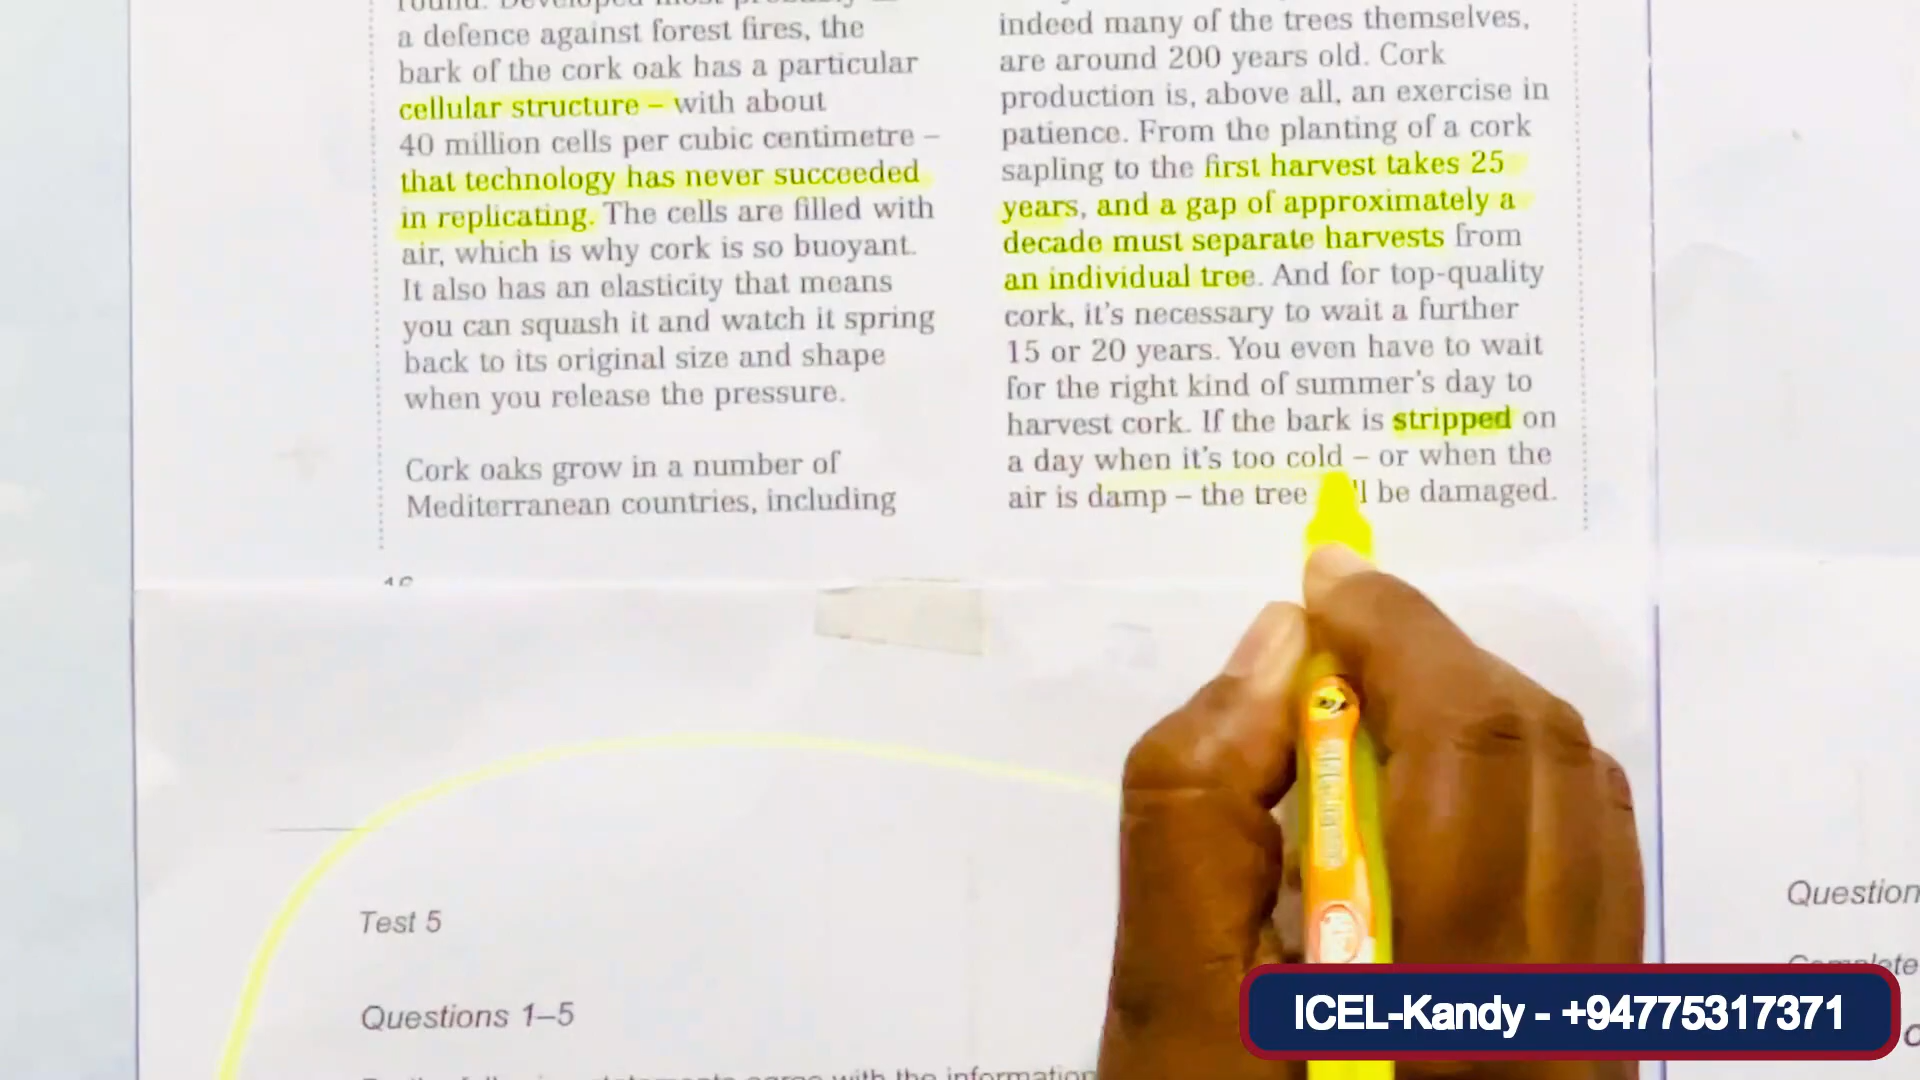 a defence against forest fires, the
bark of the cork oak has a particular
cellular structure – with about
40 million cells per cubic centimetre –
that technology has never succeeded
in replicating. The cells are filled with
air, which is why cork is so buoyant.
It also has an elasticity that means
you can squash it and watch it spring
back to its original size and shape
when you release the pressure.
Cork oaks grow in a number of
Mediterranean countries, including
indeed many of the trees themselves,
are around 200 years old. Cork
production is, above all, an exercise in
patience. From the planting of a cork
sapling to the first harvest takes 25
years, and a gap of approximately a
decade must separate harvests from
an individual tree. And for top-quality
cork, it's necessary to wait a further
15 or 20 years. You even have to wait
for the right kind of summer's day to
harvest cork. If the bark is stripped on
a day when it's too cold – or when the
air is damp – the tree be damaged.
Test 5
Questions 1–5
agree with the information
Question
ICEL-Kandy - +94775317371